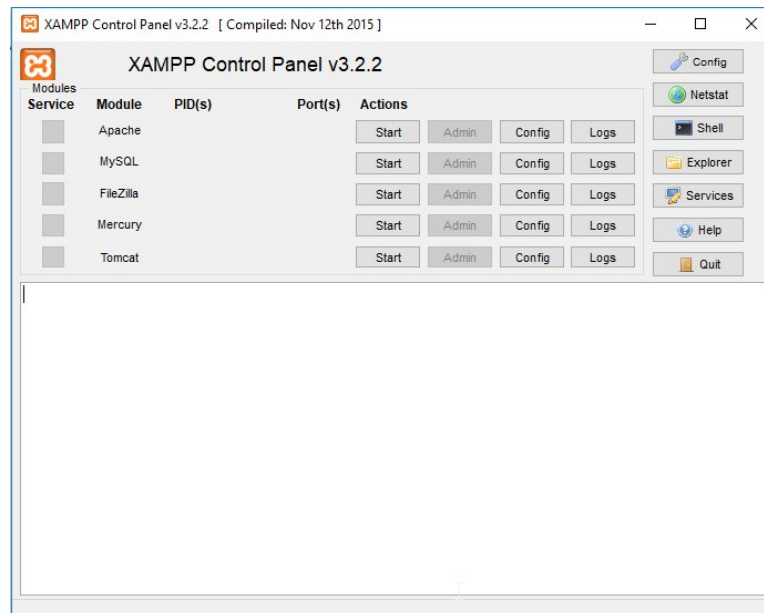 XAMPP Control Panel v3.2.2 [ Compiled: Nov 12th 2015 ]
XAMPP Control Panel v3.2.2
Config
Modules
Service Module PID(s) Port(s) Actions
Netstat
Apache Start Admin Config Logs
Shell
MySQL Start Admin Config Logs
Explorer
FileZilla Start Admin Config Logs
Services
Mercury Start Admin Config Logs
Help
Tomcat Start Admin Config Logs
Quit